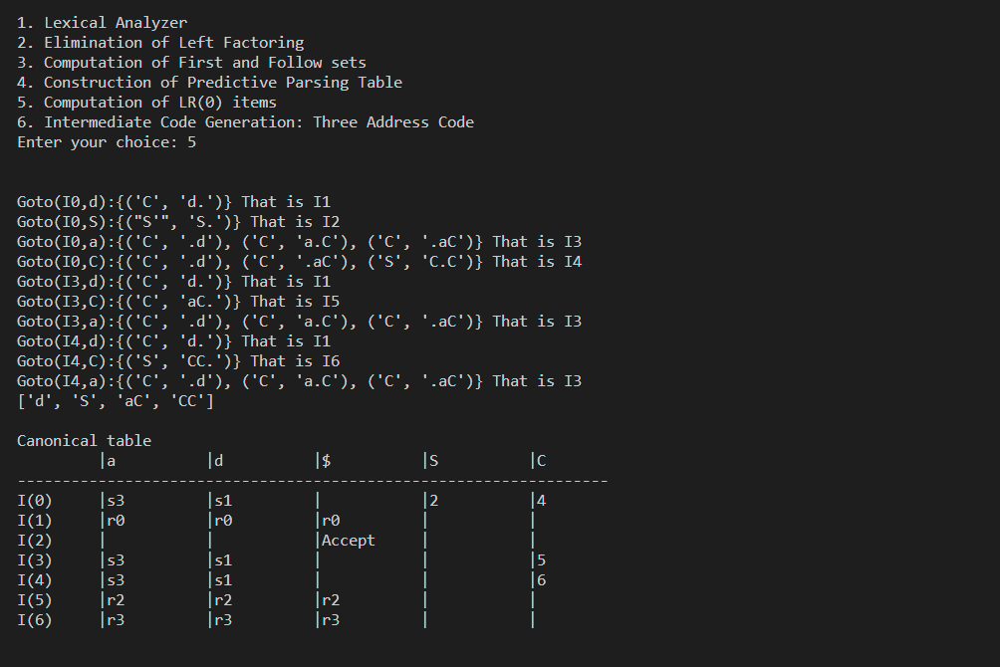 1. Lexical Analyzer
2. Elimination of Left Factoring
3. Computation of First and Follow sets
4. Construction of Predictive Parsing Table
5. Computation of LR(0) items
6. Intermediate Code Generation: Three Address Code
Enter your choice: 5
Goto(I0,d):{('C', 'd.')} That is I1
Goto(I0,S):{("S'", 'S.')} That is I2
Goto(I0,a):{('C', '.d'), ('C', 'a.C'), ('C', '.aC')} That is I3
Goto(I0,C):{('C', '.d'), ('C', '.aC'), ('S', 'C.C')} That is I4
Goto(I3,d):{('C', 'd.')} That is I1
Goto(I3,C):{('C', 'aC.')} That is I5
Goto(I3,a):{('C', '.d'), ('C', 'a.C'), ('C', '.aC')} That is I3
Goto(I4,d):{('C', 'd.')} That is I1
Goto(I4,C):{('S', 'CC.')} That is I6
Goto(I4,a):{('C', '.d'), ('C', 'a.C'), ('C', '.aC')} That is I3
['d', 'S', 'aC', 'CC']
Canonical table
|a |d |$ |S |C
------------------------------------------------------------------
I(0) |s3 |s1 | |2 |4
I(1) |r0 |r0 |r0 | |
I(2) | | |Accept | |
I(3) |s3 |s1 | | |5
I(4) |s3 |s1 | | |6
I(5) |r2 |r2 |r2 | |
I(6) |r3 |r3 |r3 | |